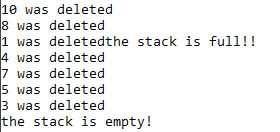 10 was deleted
8 was deleted
1 was deletedthe stack is full!!
4 was deleted
7 was deleted
5 was deleted
3 was deleted
the stack is empty!